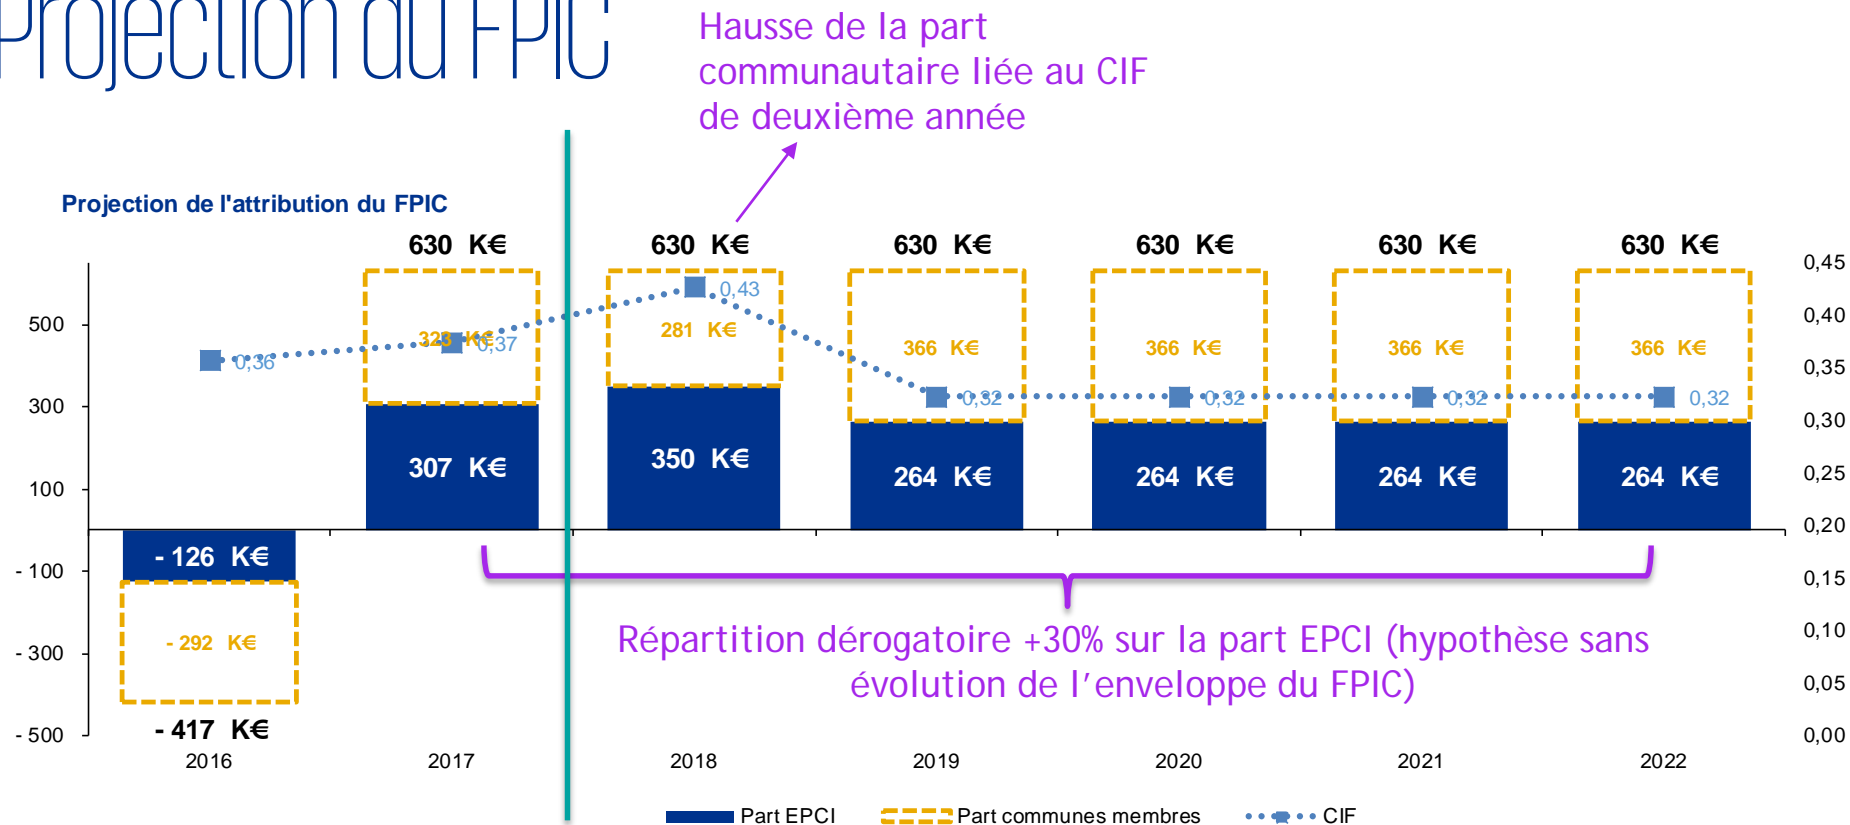 Projection du FPIC
Hausse de la part
communautaire liée au CIF
de deuxième année
Projection de l'attribution du FPIC
630 K€
630 K€
630 K€
630 K€
630 K€
630 K€
0,45
0,40
0,35
0,30
0,25
0,20
0,15
0,10
0,05
0,00
500
300
100
- 100
- 300
- 500
0,36
323 K€
0,37
0,43
281 K€
366 K€
366 K€
366 K€
366 K€
0,32
0,32
0,32
0,32
307 K€
350 K€
264 K€
264 K€
264 K€
264 K€
- 126 K€
- 292 K€
- 417 K€
Répartition dérogatoire +30% sur la part EPCI (hypothèse sans
évolution de l’enveloppe du FPIC)
2016
2017
2018
2019
2020
2021
2022
Part EPCI
Part communes membres
CIF